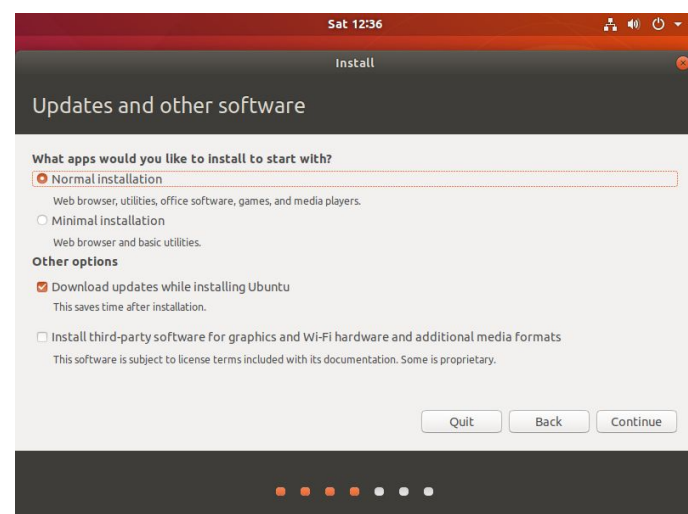 Sat 12:36
Install
Updates and other software
What apps would you like to install to start with?
Normal installation
Web browser, utilities, office software, games, and media players.
Minimal installation
Web browser and basic utilities.
Other options
Download updates while installing Ubuntu
This saves time after installation.
Install third-party software for graphics and Wi-Fi hardware and additional media formats
This software is subject to license terms included with its documentation. Some is proprietary.
Quit Back Continue